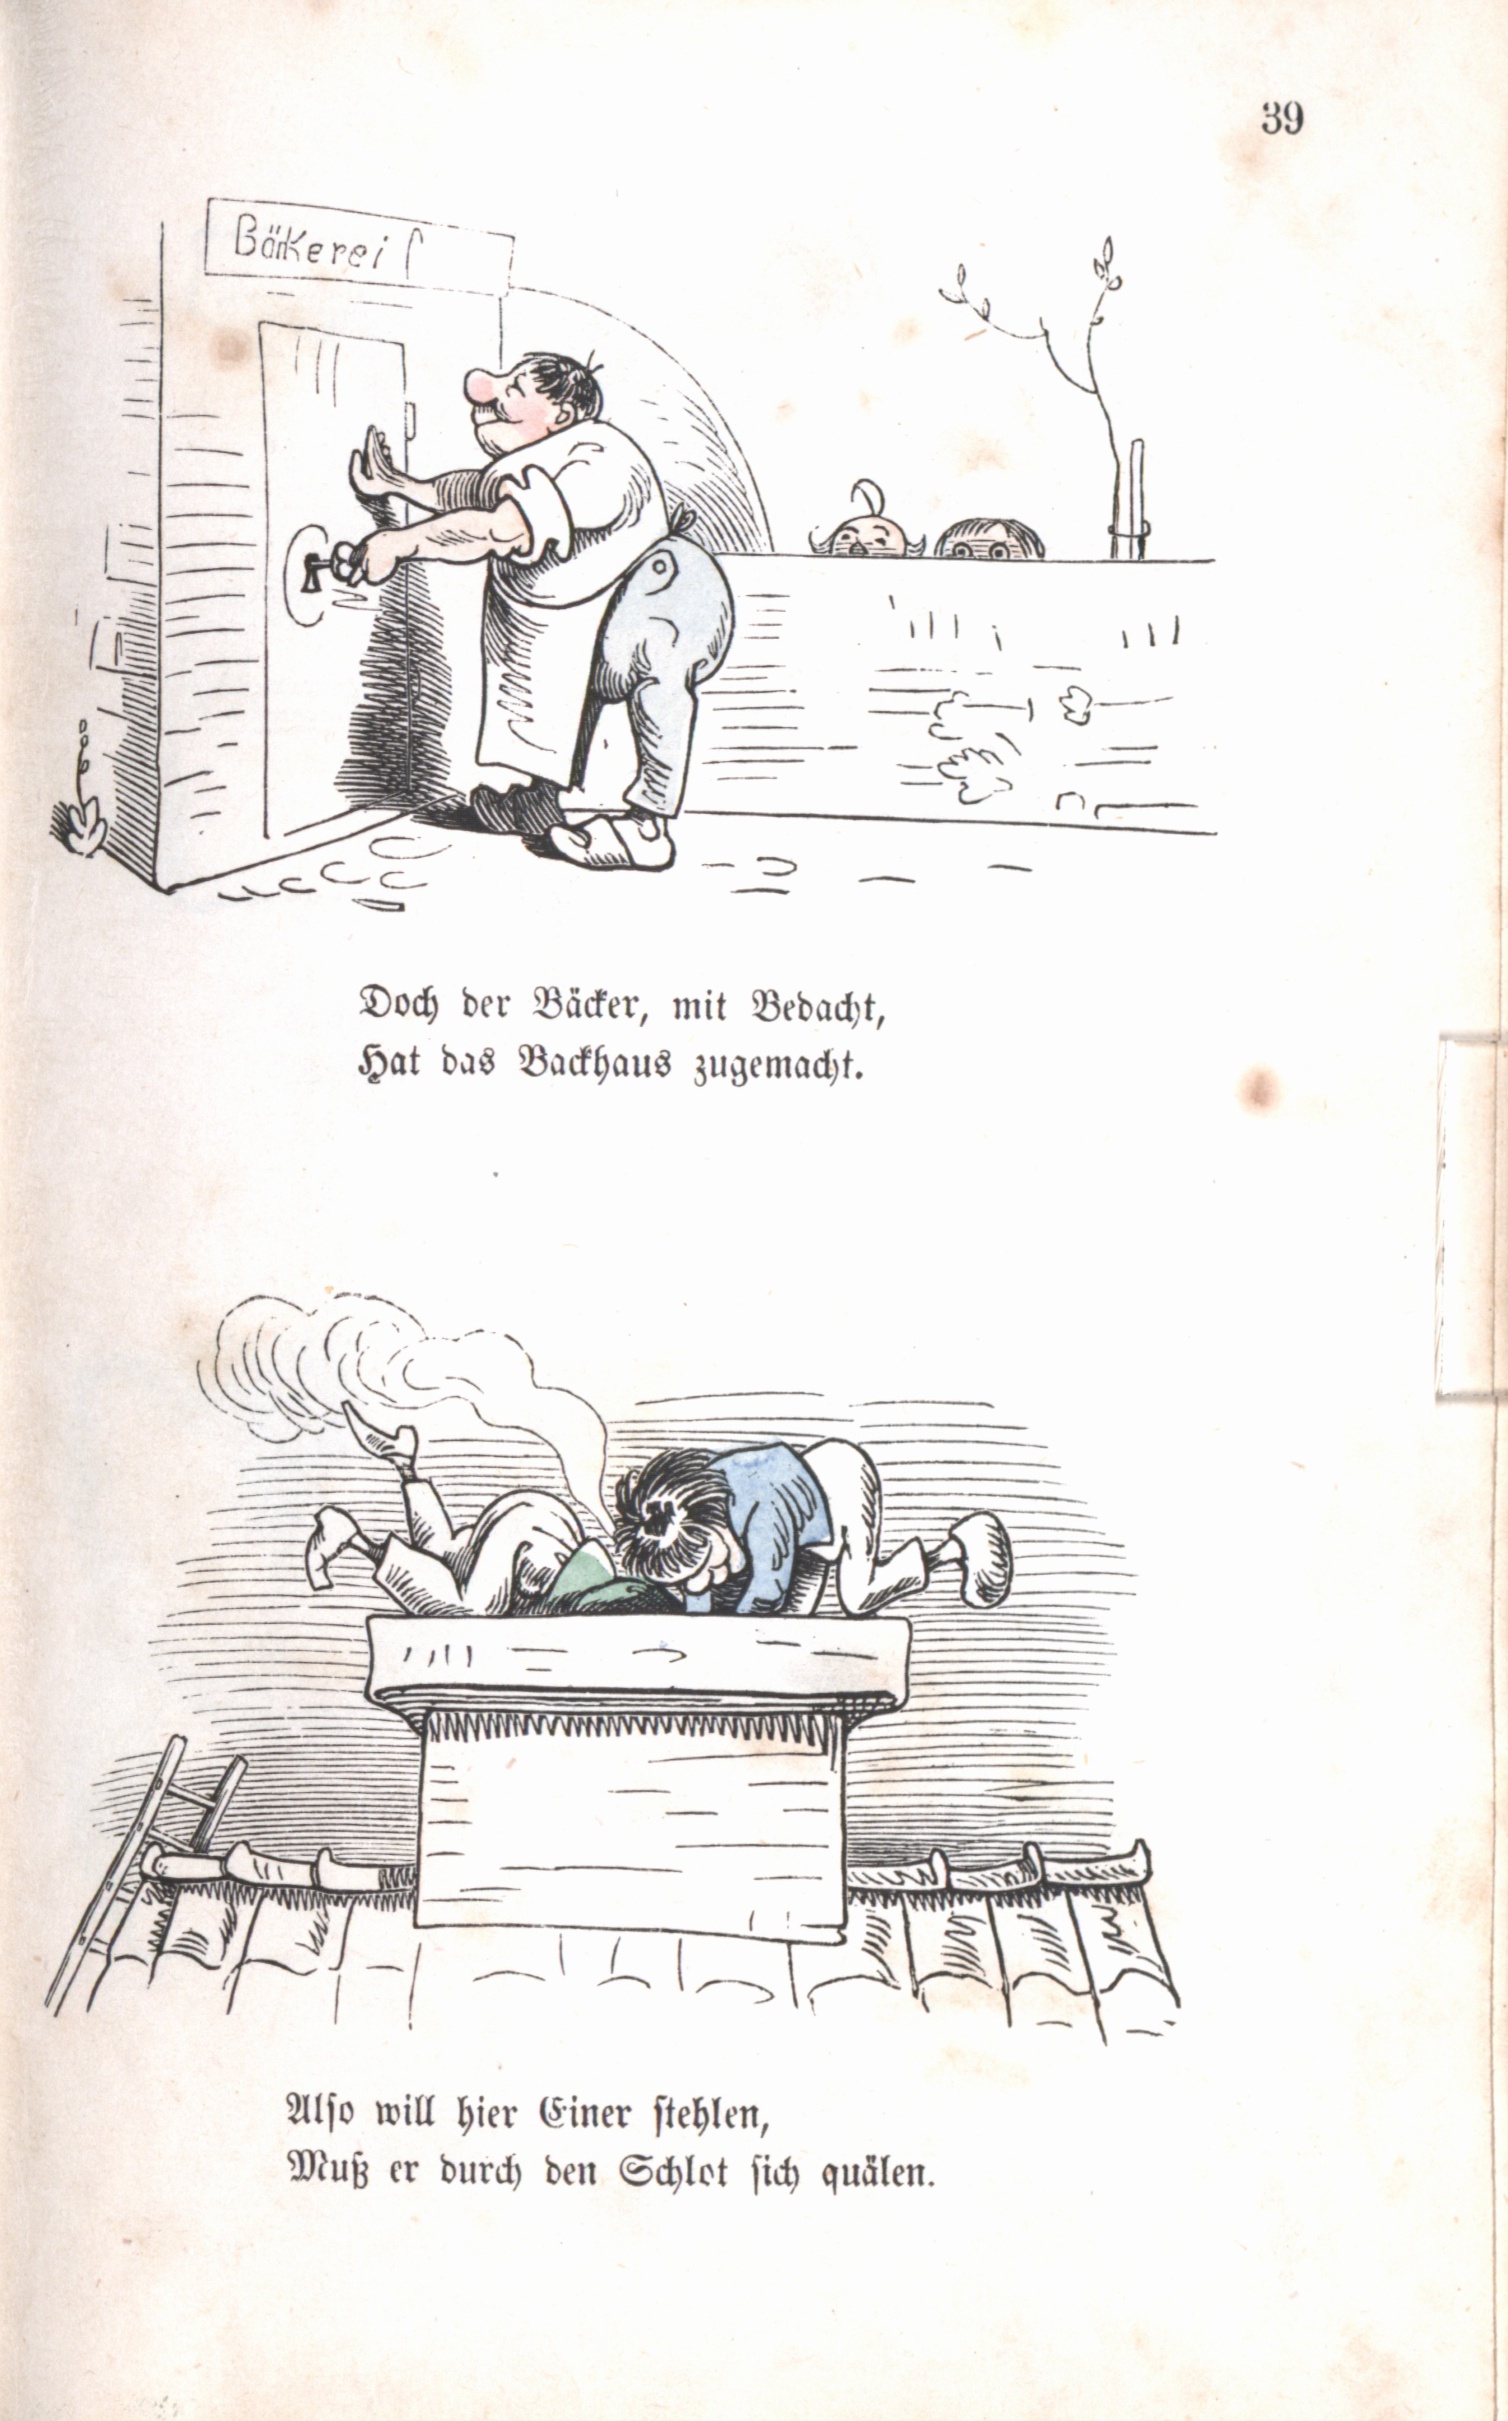 39
Bäkerei
Doch der Bäcker, mit Bedacht,
Hat das Backhaus zugemacht.
Also will hier Einer stehlen,
Muß er durch den Schlot sich quälen.